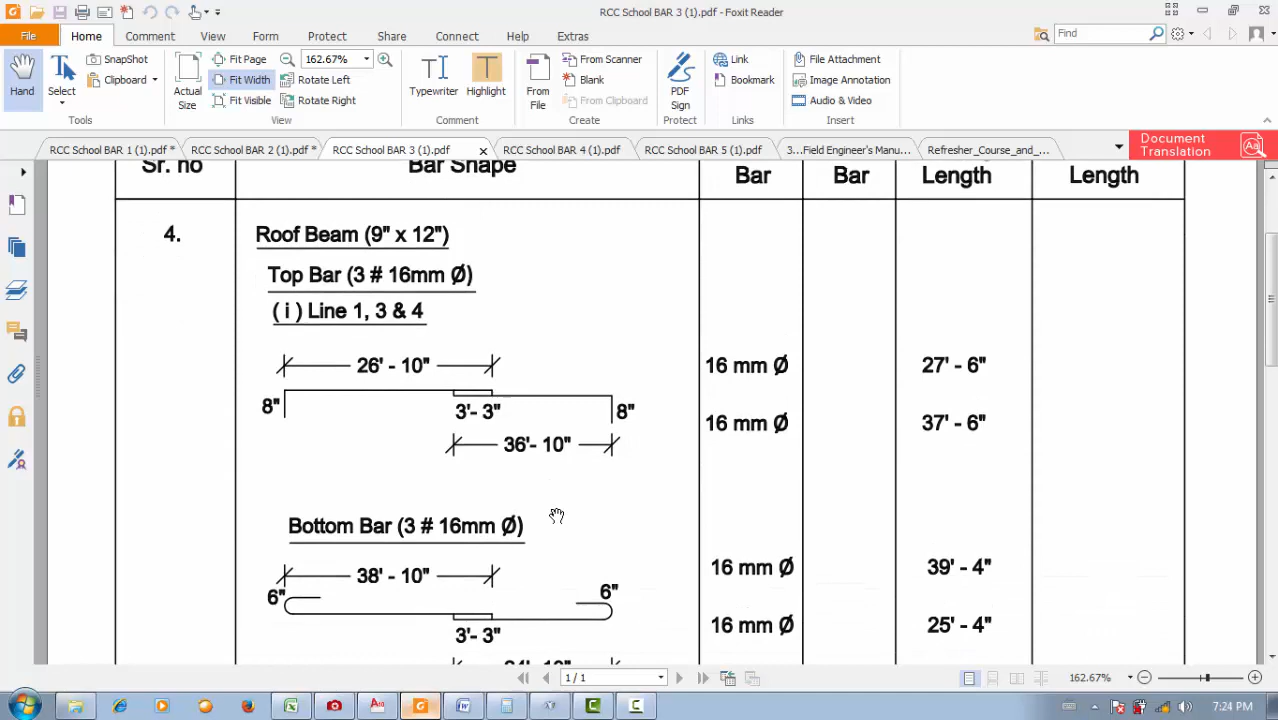 RCC School BAR 3 (1).pdf - Foxit Reader
File
Home
Comment
View
Form
Protect
Share
Connect
Help
Extras
Find
Hand
Select
SnapShot
Clipboard
Tools
Actual Size
Fit Page
Fit Width
Fit Visible
162.67%
Rotate Left
Rotate Right
View
Typewriter
Highlight
Comment
From File
From Scanner
Blank
From Clipboard
Create
PDF Sign
Protect
Link
Bookmark
Links
File Attachment
Image Annotation
Audio & Video
Insert
RCC School BAR 1 (1).pdf *
RCC School BAR 2 (1).pdf *
RCC School BAR 3 (1).pdf
RCC School BAR 4 (1).pdf
RCC School BAR 5 (1).pdf
3...Field Engineer's Manu...
Refresher_Course_and_...
Document Translation
Sr. no
Bar Shape
Bar
Bar
Length
Length
4.
Roof Beam (9" x 12")
Top Bar (3 # 16mm Ø)
( i ) Line 1, 3 & 4
26' - 10"
16 mm Ø
27' - 6"
8"
3'- 3"
8"
16 mm Ø
37' - 6"
36'- 10"
Bottom Bar (3 # 16mm Ø)
38' - 10"
16 mm Ø
39' - 4"
6"
6"
3'- 3"
16 mm Ø
25' - 4"
1 / 1
162.67%
7:24 PM